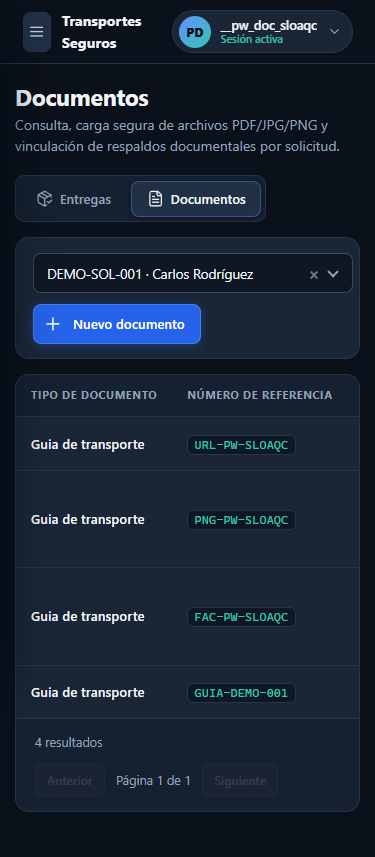 Transportes
Seguros
PD
__pw_doc_sloaqc
Sesión activa
Documentos
Consulta, carga segura de archivos PDF/JPG/PNG y
vinculación de respaldos documentales por solicitud.
Entregas
Documentos
DEMO-SOL-001 · Carlos Rodríguez
Nuevo documento
TIPO DE DOCUMENTO NÚMERO DE REFERENCIA
Guia de transporte URL-PW-SLOAQC
Guia de transporte PNG-PW-SLOAQC
Guia de transporte FAC-PW-SLOAQC
Guia de transporte GUIA-DEMO-001
4 resultados
Anterior Página 1 de 1 Siguiente